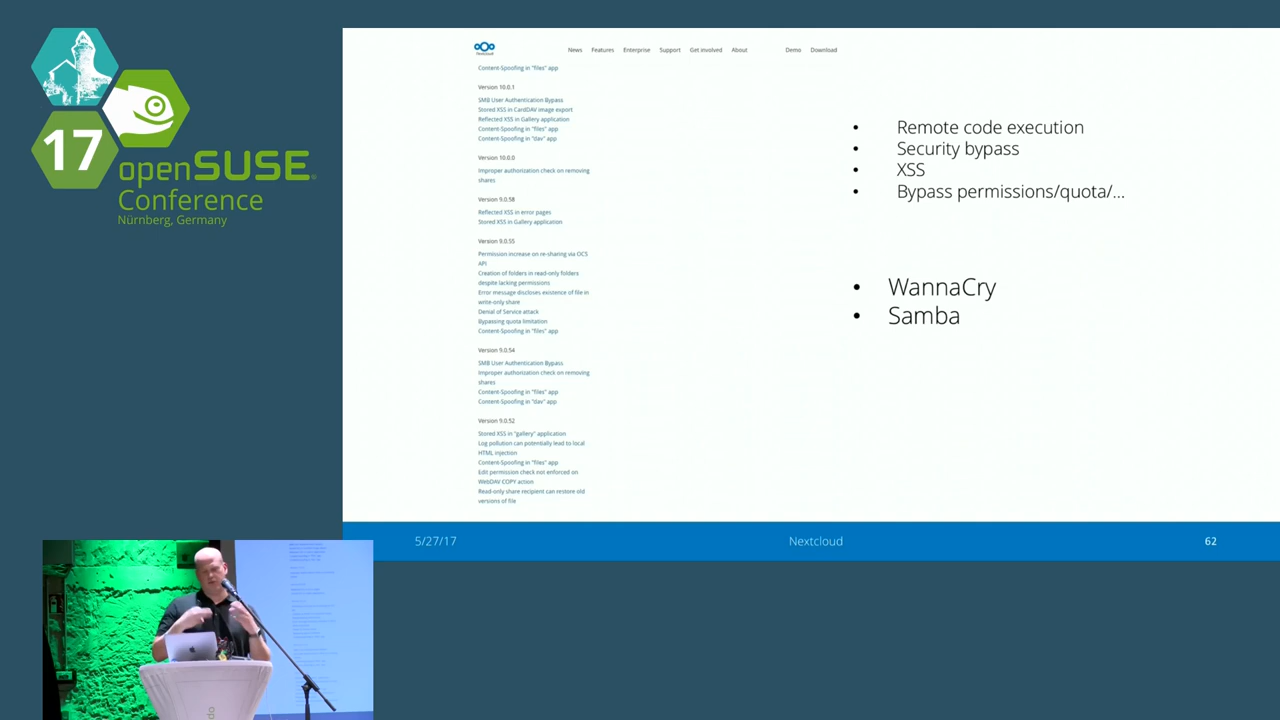 17
openSUSE
Conference
Nürnberg, Germany
Nextcloud
News Features Enterprise Support Get involved About Demo Download
Content-Spoofing in "files" app
Version 10.0.1
SMB User Authentication Bypass
Stored XSS in CardDAV image export
Reflected XSS in Gallery application
Content-Spoofing in "files" app
Content-Spoofing in "dav" app
Version 10.0.0
Improper authorization check on removing
shares
Version 9.0.58
Reflected XSS in error pages
Stored XSS in Gallery application
Version 9.0.55
Permission increase on re-sharing via OCS
API
Creation of folders in read-only folders
despite lacking permissions
Error message discloses existence of file in
write-only share
Denial of Service attack
Bypassing quota limitation
Content-Spoofing in "files" app
Version 9.0.54
SMB User Authentication Bypass
Improper authorization check on removing
shares
Content-Spoofing in "files" app
Content-Spoofing in "dav" app
Version 9.0.52
Stored XSS in "gallery" application
Log pollution can potentially lead to local
HTML injection
Content-Spoofing in "files" app
Edit permission check not enforced on
WebDAV COPY action
Read-only share recipient can restore old
versions of file
• Remote code execution
• Security bypass
• XSS
• Bypass permissions/quota/...
• WannaCry
• Samba
5/27/17
Nextcloud
62